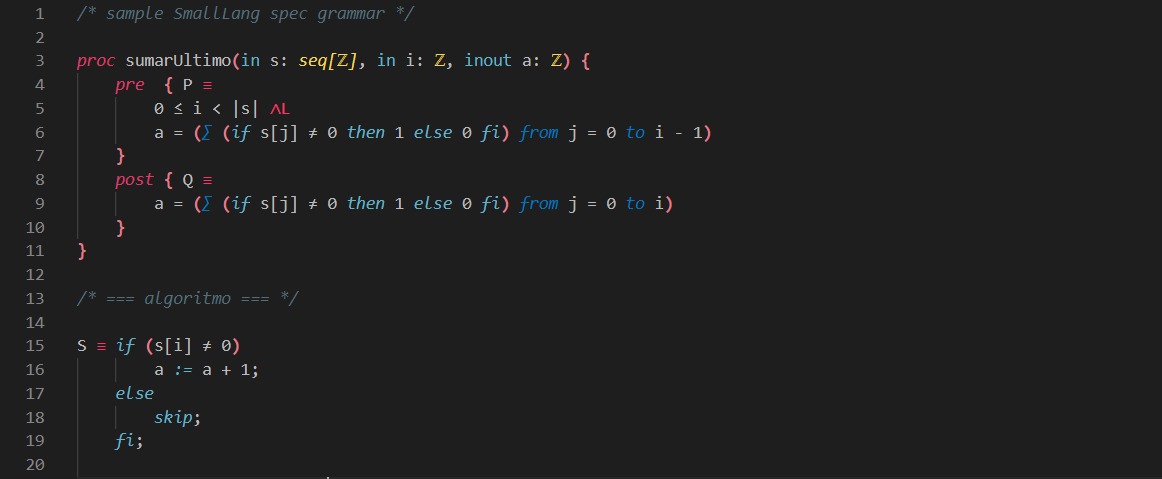 1 /* sample SmallLang spec grammar */
2
3 proc sumarUltimo(in s: seq[ℤ], in i: ℤ, inout a: ℤ) {
4 pre { P ≡
5 0 ≤ i < |s| ∧L
6 a = (∑ (if s[j] ≠ 0 then 1 else 0 fi) from j = 0 to i - 1)
7 }
8 post { Q ≡
9 a = (∑ (if s[j] ≠ 0 then 1 else 0 fi) from j = 0 to i)
10 }
11 }
12
13 /* === algoritmo === */
14
15 S ≡ if (s[i] ≠ 0)
16 a := a + 1;
17 else
18 skip;
19 fi;
20